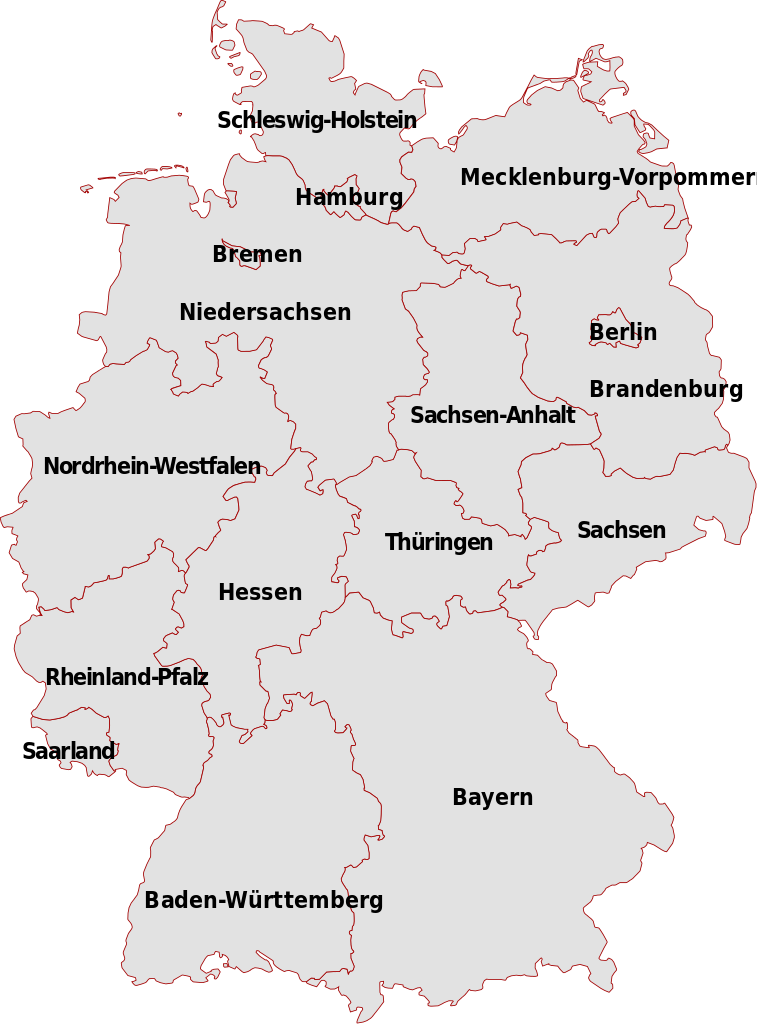 Schleswig-Holstein
Mecklenburg-Vorpommern
Hamburg
Bremen
Niedersachsen
Berlin
Brandenburg
Sachsen-Anhalt
Nordrhein-Westfalen
Sachsen
Thüringen
Hessen
Rheinland-Pfalz
Saarland
Bayern
Baden-Württemberg